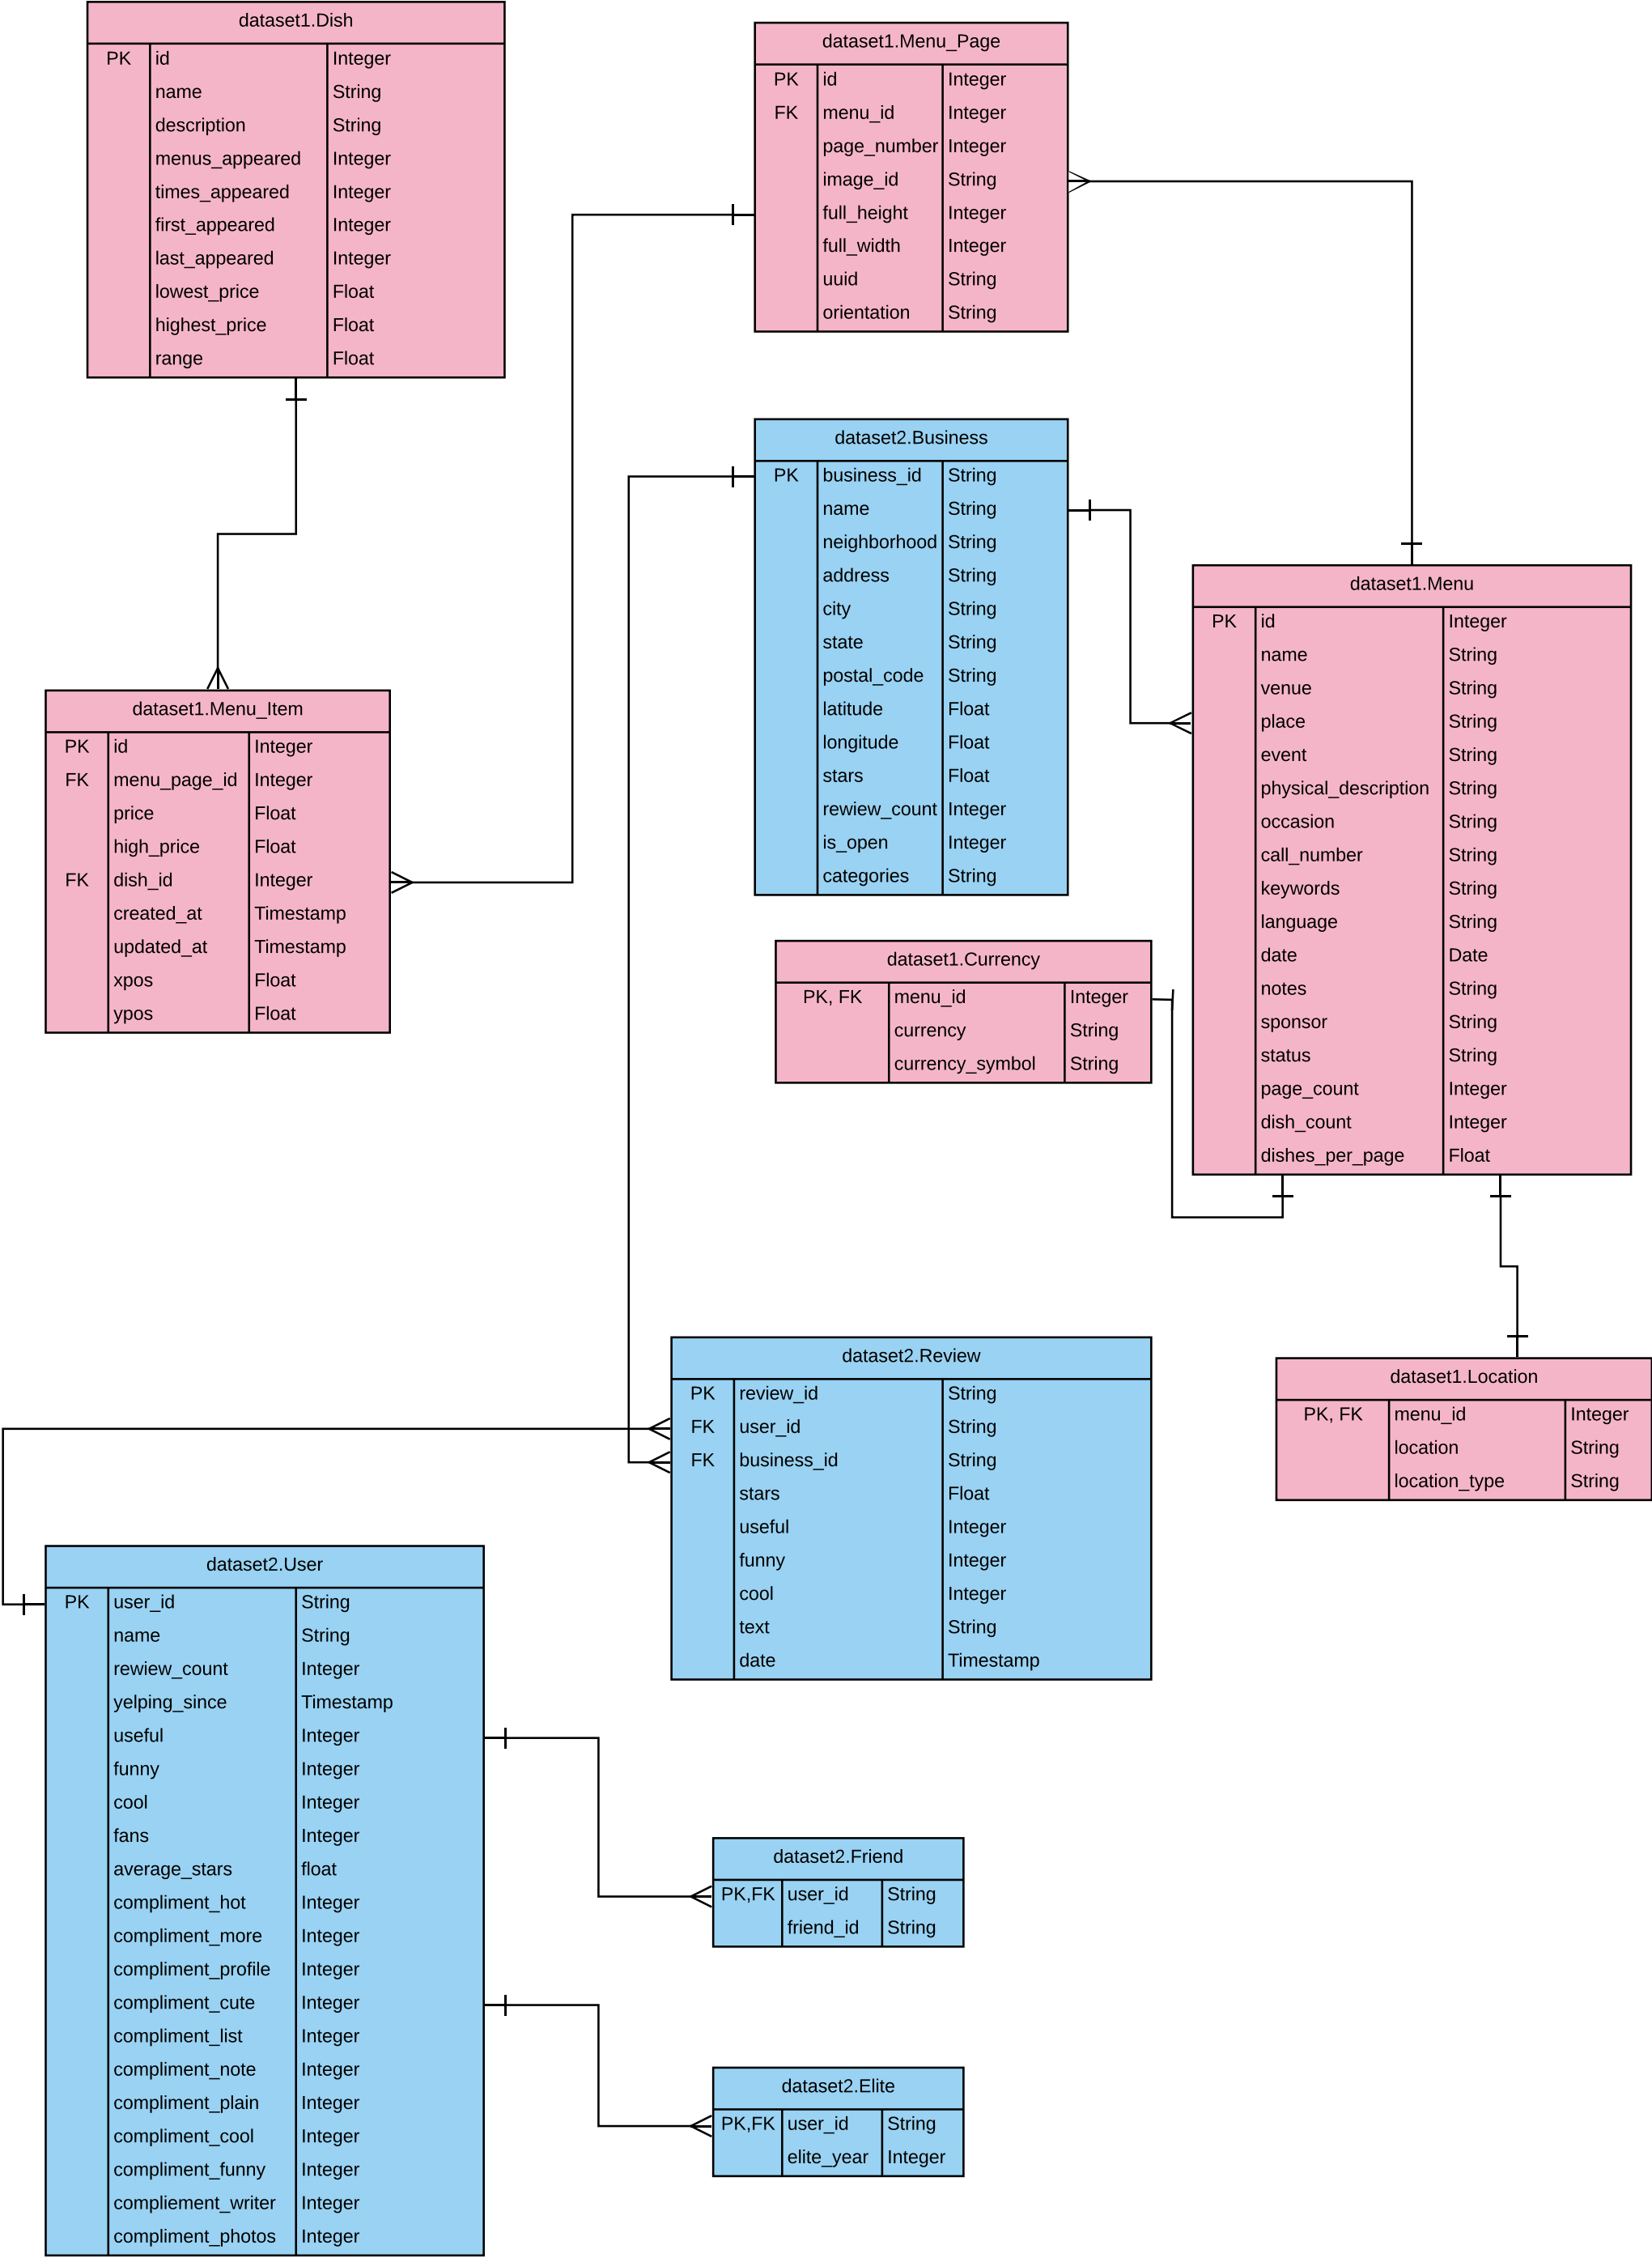 dataset1.Dish
PK id Integer
name String
description String
menus_appeared Integer
times_appeared Integer
first_appeared Integer
last_appeared Integer
lowest_price Float
highest_price Float
range Float
dataset1.Menu_Page
PK id Integer
FK menu_id Integer
page_number Integer
image_id String
full_height Integer
full_width Integer
uuid String
orientation String
dataset2.Business
PK business_id String
name String
neighborhood String
address String
city String
state String
postal_code String
latitude Float
longitude Float
stars Float
rewiew_count Integer
is_open Integer
categories String
dataset1.Menu
PK id Integer
name String
venue String
place String
event String
physical_description String
occasion String
call_number String
keywords String
language String
date Date
notes String
sponsor String
status String
page_count Integer
dish_count Integer
dishes_per_page Float
dataset1.Menu_Item
PK id Integer
FK menu_page_id Integer
price Float
high_price Float
FK dish_id Integer
created_at Timestamp
updated_at Timestamp
xpos Float
ypos Float
dataset1.Currency
PK, FK menu_id Integer
currency String
currency_symbol String
dataset2.Review
PK review_id String
FK user_id String
FK business_id String
stars Float
useful Integer
funny Integer
cool Integer
text String
date Timestamp
dataset1.Location
PK, FK menu_id Integer
location String
location_type String
dataset2.User
PK user_id String
name String
rewiew_count Integer
yelping_since Timestamp
useful Integer
funny Integer
cool Integer
fans Integer
average_stars float
compliment_hot Integer
compliment_more Integer
compliment_profile Integer
compliment_cute Integer
compliment_list Integer
compliment_note Integer
compliment_plain Integer
compliment_cool Integer
compliment_funny Integer
compliement_writer Integer
compliment_photos Integer
dataset2.Friend
PK,FK user_id String
friend_id String
dataset2.Elite
PK,FK user_id String
elite_year Integer